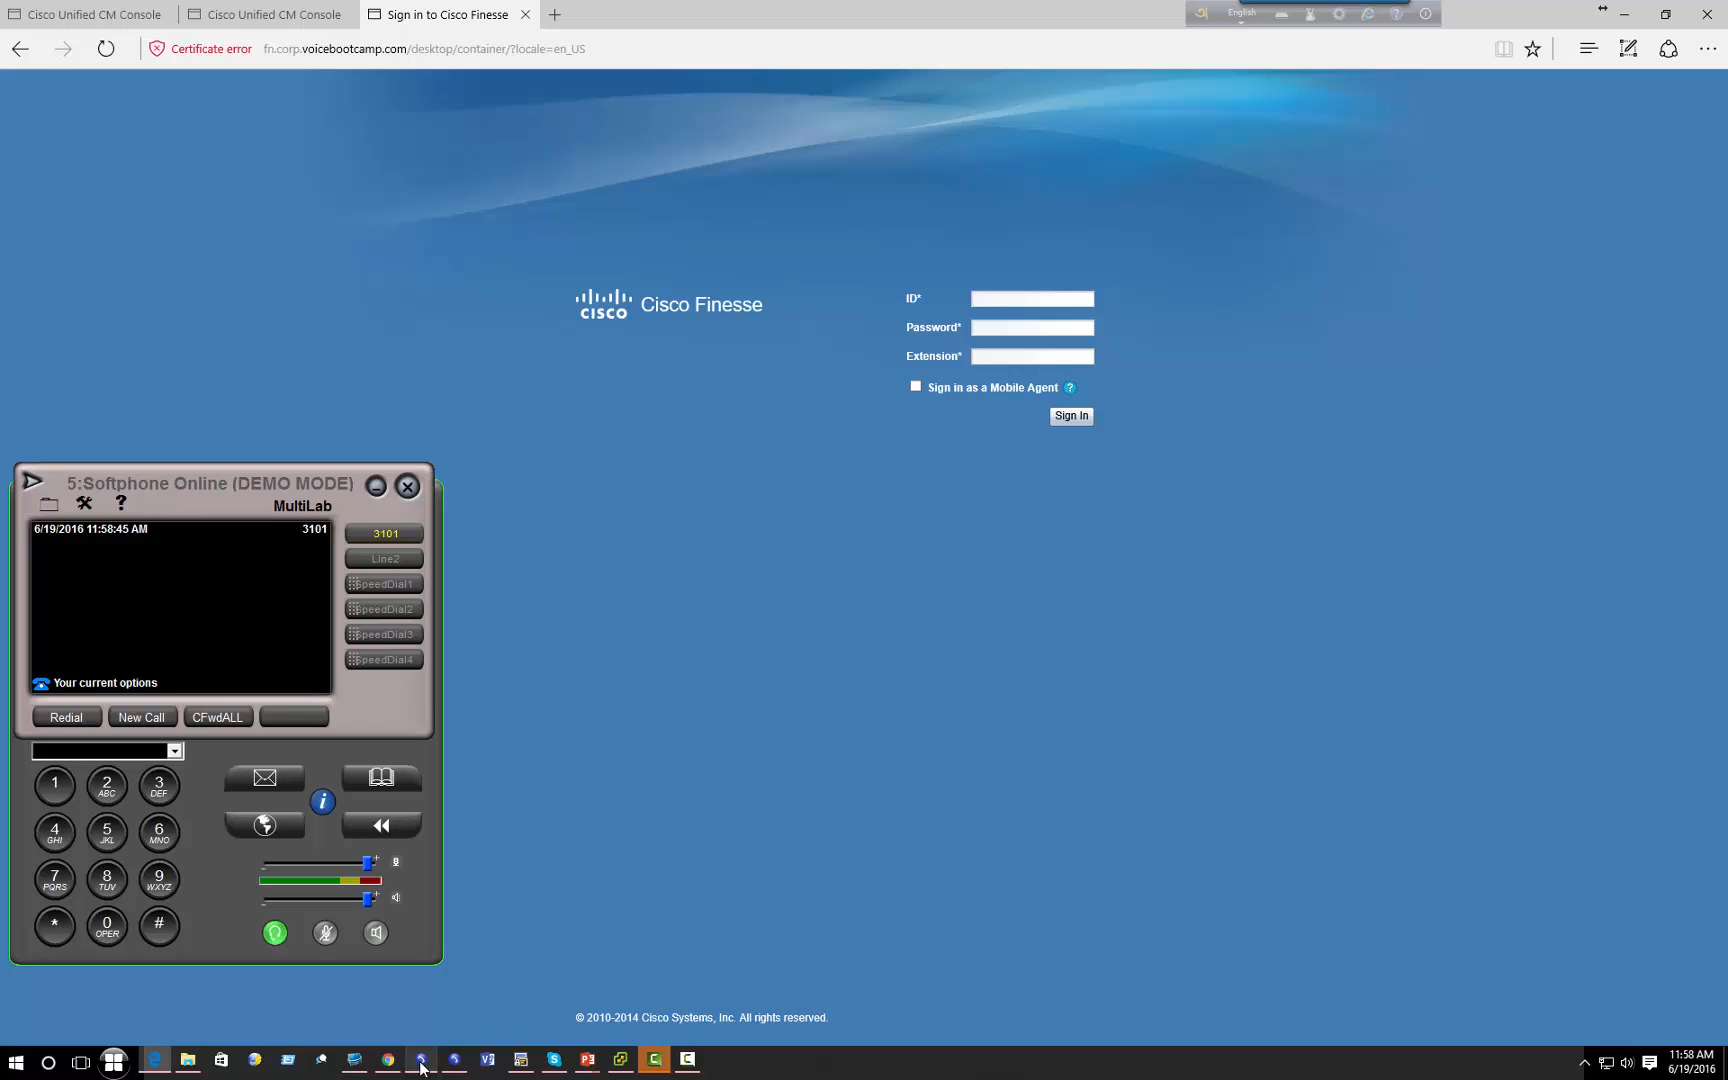 Cisco Unified CM Console
Cisco Unified CM Console
Sign in to Cisco Finesse
English
Certificate error
fn.corp.voicebootcamp.com/desktop/container/?locale=en_US
CISCO
Cisco Finesse
ID*
Password*
Extension*
Sign in as a Mobile Agent ?
Sign In
5:Softphone Online (DEMO MODE)
?
MultiLab
6/19/2016 11:58:45 AM
3101
3101
Line2
SpeedDial1
SpeedDial2
SpeedDial3
SpeedDial4
Your current options
Redial
New Call
CFwdALL
1
2 ABC
3 DEF
4 GHI
5 JKL
6 MNO
7 PQRS
8 TUV
9 WXYZ
*
0 OPER
#
i
© 2010-2014 Cisco Systems, Inc. All rights reserved.
11:58 AM
6/19/2016